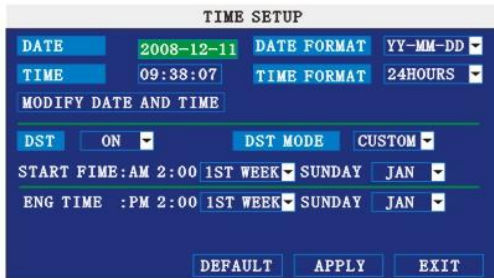 TIME SETUP
DATE 2008-12-11 DATE FORMAT YY-MM-DD
TIME 09:38:07 TIME FORMAT 24HOURS
MODIFY DATE AND TIME
DST ON DST MODE CUSTOM
START FIME:AM 2:00 1ST WEEK SUNDAY JAN
ENG TIME :PM 2:00 1ST WEEK SUNDAY JAN
DEFAULT APPLY EXIT